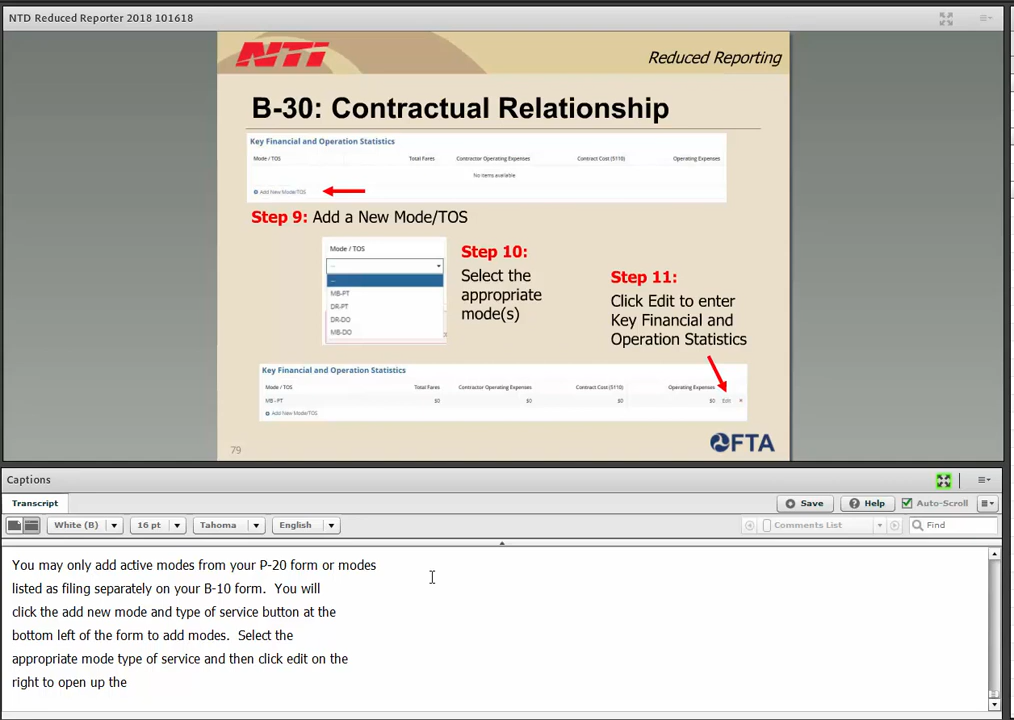 NTD Reduced Reporter 2018 101618
NTI
Reduced Reporting
B-30: Contractual Relationship
Key Financial and Operation Statistics
Mode / TOS Total Fares Contractor Operating Expenses Contract Cost (5110) Operating Expenses
No items available
Add New Mode/TOS
Step 9: Add a New Mode/TOS
Mode / TOS
--
--
MB-PT
DR-PT
DR-DO
MB-DO
Step 10:
Select the
appropriate
mode(s)
Step 11:
Click Edit to enter
Key Financial and
Operation Statistics
Key Financial and Operation Statistics
Mode / TOS Total Fares Contractor Operating Expenses Contract Cost (5110) Operating Expenses
MB - PT $0 $0 $0 $0 Edit x
Add New Mode/TOS
79
FTA
Captions
Transcript
Save Help Auto-Scroll
White (B) 16 pt Tahoma English Comments List Find
You may only add active modes from your P-20 form or modes
listed as filing separately on your B-10 form. You will
click the add new mode and type of service button at the
bottom left of the form to add modes. Select the
appropriate mode type of service and then click edit on the
right to open up the